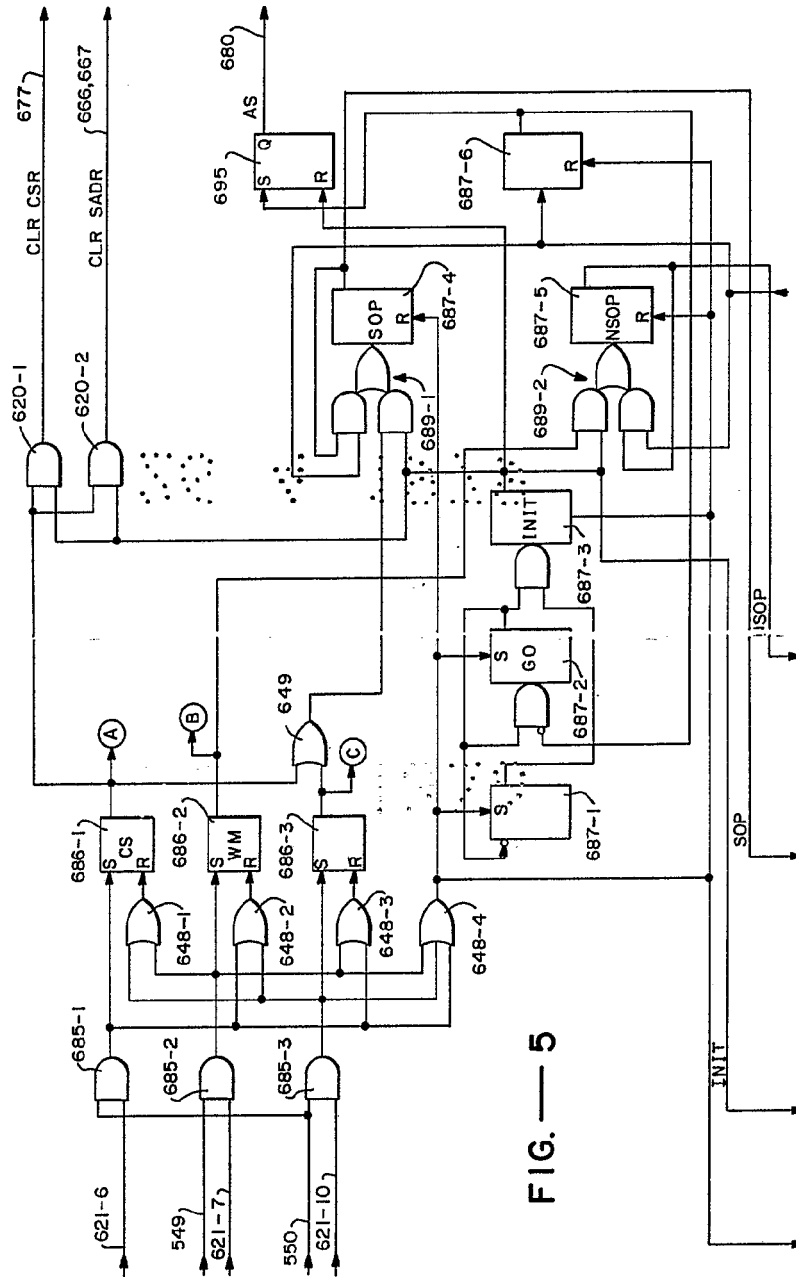 677
CLR CSR
666,667
CLR SADR
680
AS
620-1
620-2
695
S
Q
R
687-6
R
SOP
R
687-4
689-1
689-2
NSOP
R
687-5
A
B
649
C
INIT
687-3
S
GO
687-2
S
687-1
686-1
S
CS
R
686-2
S
WM
R
686-3
S
R
648-1
648-2
648-3
648-4
685-1
685-2
685-3
621-6
549
621-7
550
621-10
NSOP
SOP
INIT
FIG. — 5